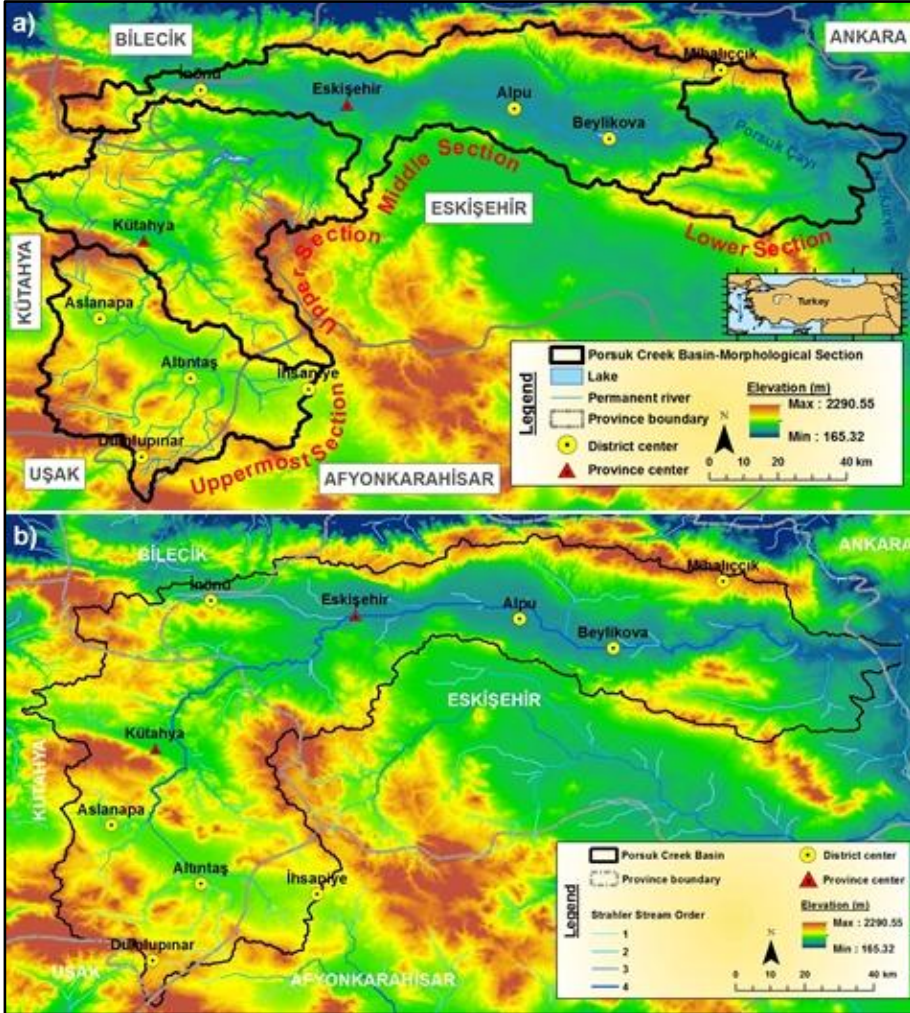 a)
BİLECİK
ANKARA
Mihalıççık
İnönü
Eskişehir
Alpu
Beylikova
Porsuk Çayı
Middle Section
ESKİŞEHİR
Lower Section
Kütahya
Upper Section
KÜTAHYA
Aslanapa
Altıntaş
İhsaniye
Dumlupınar
Uppermost Section
UŞAK
AFYONKARAHİSAR
Turkey
Legend
Porsuk Creek Basin-Morphological Section
Lake
Permanent river
Province boundary
District center
Province center
Elevation (m)
Max : 2290.55
Min : 165.32
N
0 10 20 40 km
b)
BİLECİK
ANKARA
Mihalıççık
İnönü
Eskişehir
Alpu
Beylikova
ESKİŞEHİR
Kütahya
KÜTAHYA
Aslanapa
Altıntaş
İhsaniye
Dumlupınar
UŞAK
AFYONKARAHİSAR
Legend
Porsuk Creek Basin
Province boundary
Strahler Stream Order
1
2
3
4
District center
Province center
Elevation (m)
Max : 2290.55
Min : 165.32
N
0 10 20 40 km